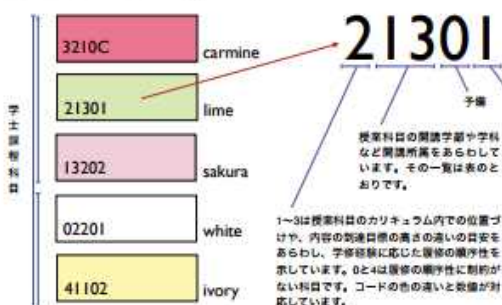 学士課程科目
3210C
carmine
21301
lime
13202
sakura
02201
white
41102
ivory
21301
予備
授業科目の開講学部や学科
など開講所属をあらわして
います。その一覧は表のと
おりです。
1〜3は授業科目のカリキュラム内での位置づ
けや、内容の到達目標の高さの違いの目安を
あらわし、学修経験に応じた履修の順序性を
示しています。0と4は履修の順序性に制約が
ない科目です。コードの色の違いと数値が対
応しています。